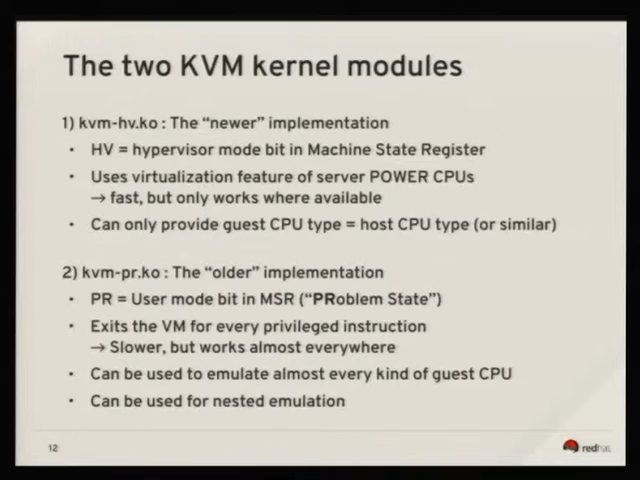 The two KVM kernel modules
1) kvm-hv.ko : The “newer” implementation
• HV = hypervisor mode bit in Machine State Register
• Uses virtualization feature of server POWER CPUs
→ fast, but only works where available
• Can only provide guest CPU type = host CPU type (or similar)
2) kvm-pr.ko : The “older” implementation
• PR = User mode bit in MSR (“PRoblem State”)
• Exits the VM for every privileged instruction
→ Slower, but works almost everywhere
• Can be used to emulate almost every kind of guest CPU
• Can be used for nested emulation
12
redhat